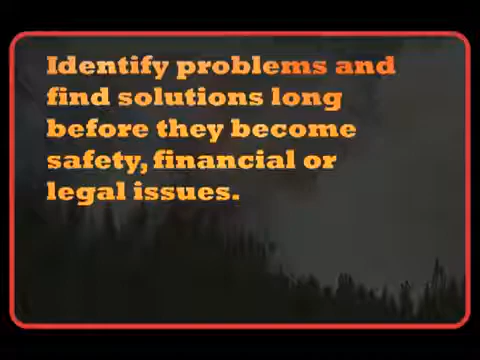 Identify problems and
find solutions long
before they become
safety, financial or
legal issues.